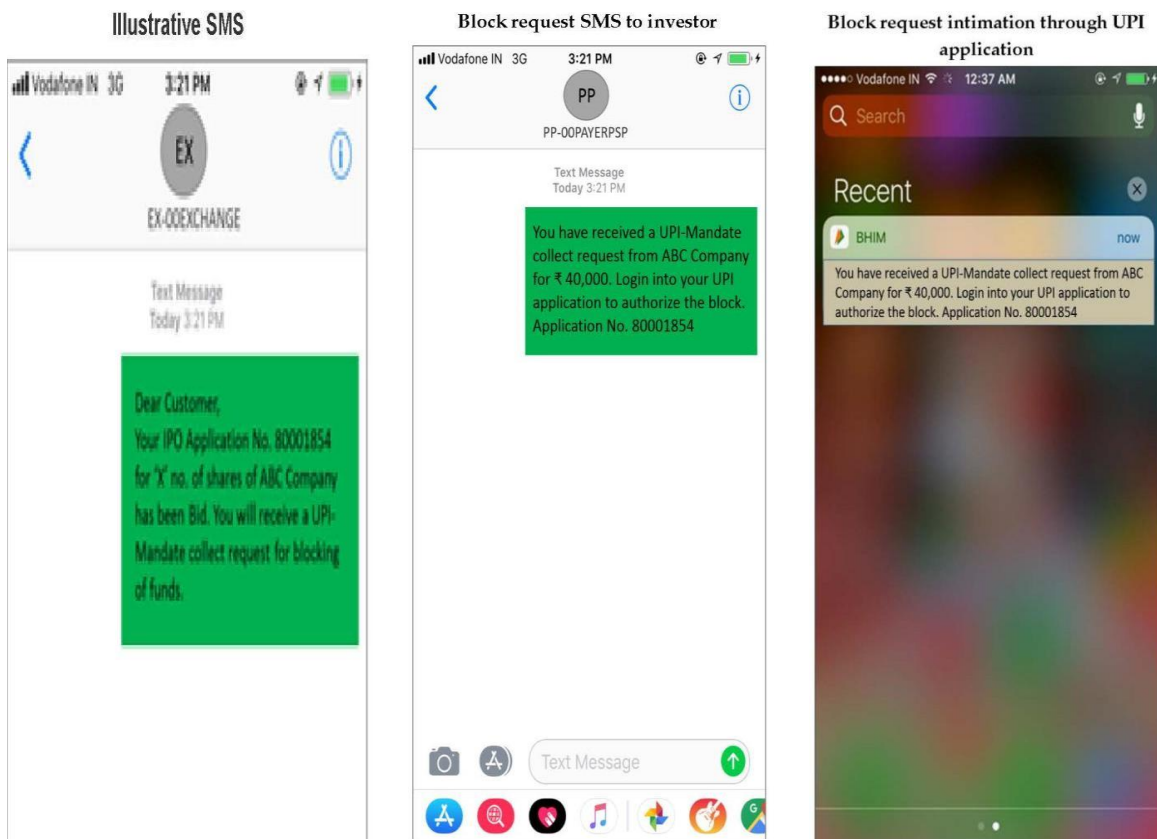 Illustrative SMS
Vodafone IN 3G 3:21 PM
EX
EX-00EXCHANGE
Text Message
Today 3:21 PM
Dear Customer,
Your IPO Application No. 80001854
for "X" no. of shares of ABC Company
has been Bid. You will receive a UPI-
Mandate collect request for blocking
of funds.
Block request SMS to investor
Vodafone IN 3G 3:21 PM
PP
PP-00PAYERPSP
Text Message
Today 3:21 PM
You have received a UPI-Mandate
collect request from ABC Company
for ₹ 40,000. Login into your UPI
application to authorize the block.
Application No. 80001854
Text Message
Block request intimation through UPI
application
Vodafone IN 12:37 AM
Search
Recent
BHIM now
You have received a UPI-Mandate collect request from ABC
Company for ₹ 40,000. Login into your UPI application to
authorize the block. Application No. 80001854